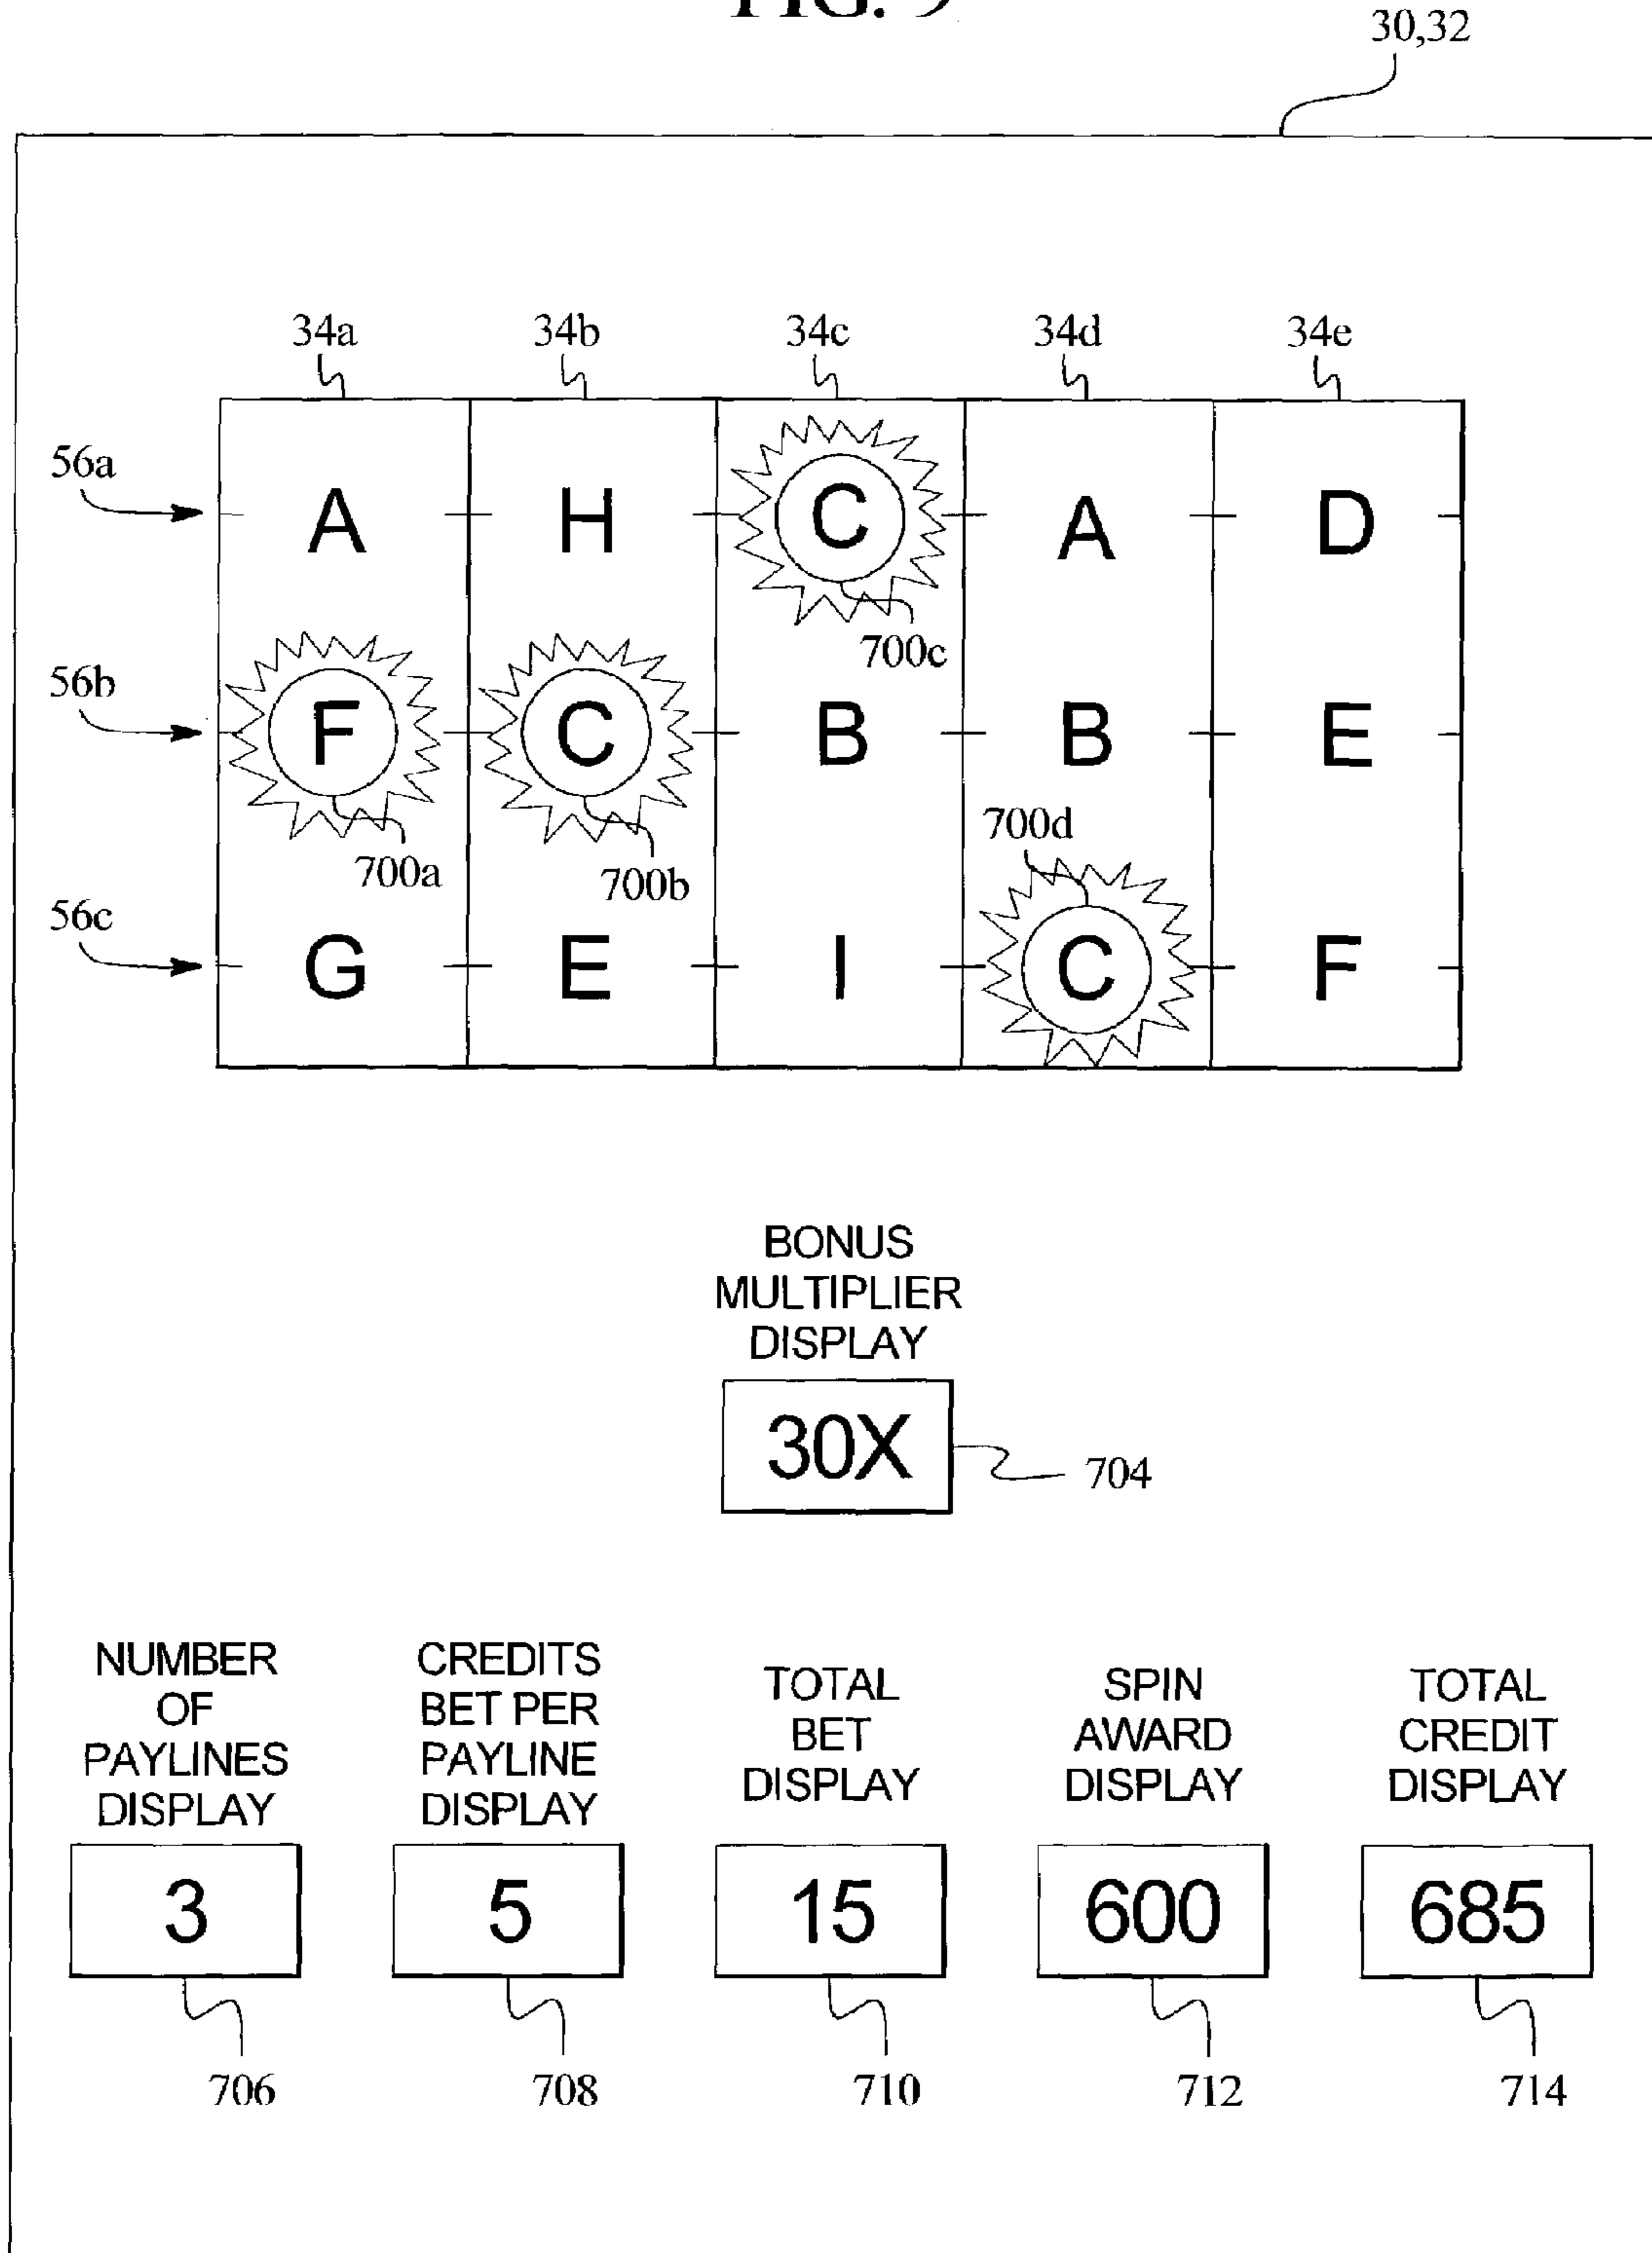 FIG. 9
30,32
34a 34b 34c 34d 34e
56a
A H C A D
700c
56b
F C B B E
700d
700a 700b
56c
G E I C F
BONUS
MULTIPLIER
DISPLAY
30X
704
NUMBER
OF
PAYLINES
DISPLAY
3
706
CREDITS
BET PER
PAYLINE
DISPLAY
5
708
TOTAL
BET
DISPLAY
15
710
SPIN
AWARD
DISPLAY
600
712
TOTAL
CREDIT
DISPLAY
685
714